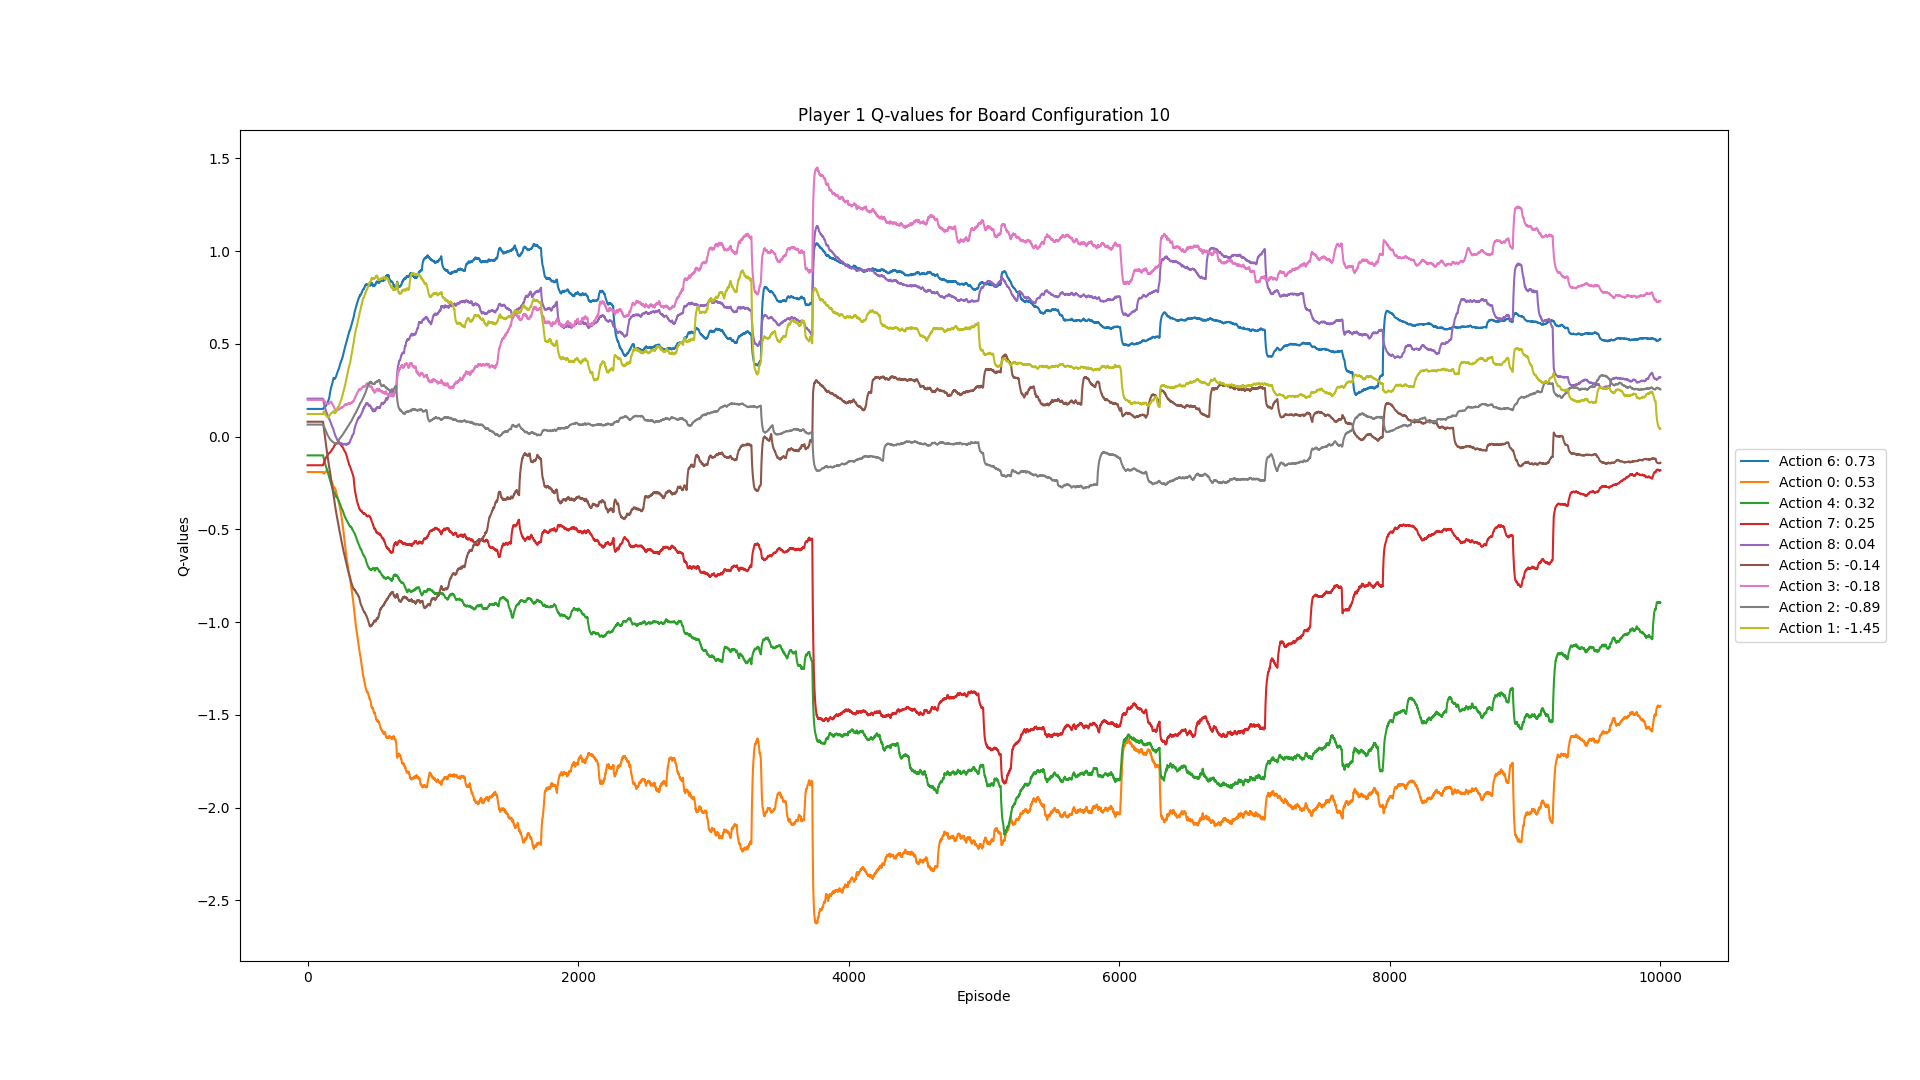 Player 1 Q-values for Board Configuration 10
1.5
1.0
0.5
0.0
−0.5
−1.0
−1.5
−2.0
−2.5
Q-values
0 2000 4000 6000 8000 10000
Episode
Action 6: 0.73
Action 0: 0.53
Action 4: 0.32
Action 7: 0.25
Action 8: 0.04
Action 5: -0.14
Action 3: -0.18
Action 2: -0.89
Action 1: -1.45